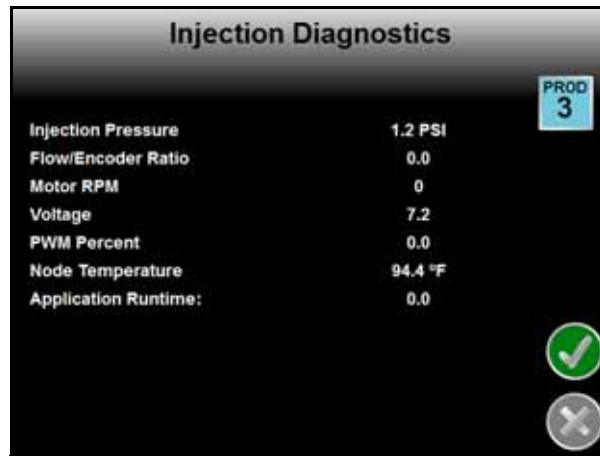 Injection Diagnostics
PROD
3
Injection Pressure 1.2 PSI
Flow/Encoder Ratio 0.0
Motor RPM 0
Voltage 7.2
PWM Percent 0.0
Node Temperature 94.4 ºF
Application Runtime: 0.0